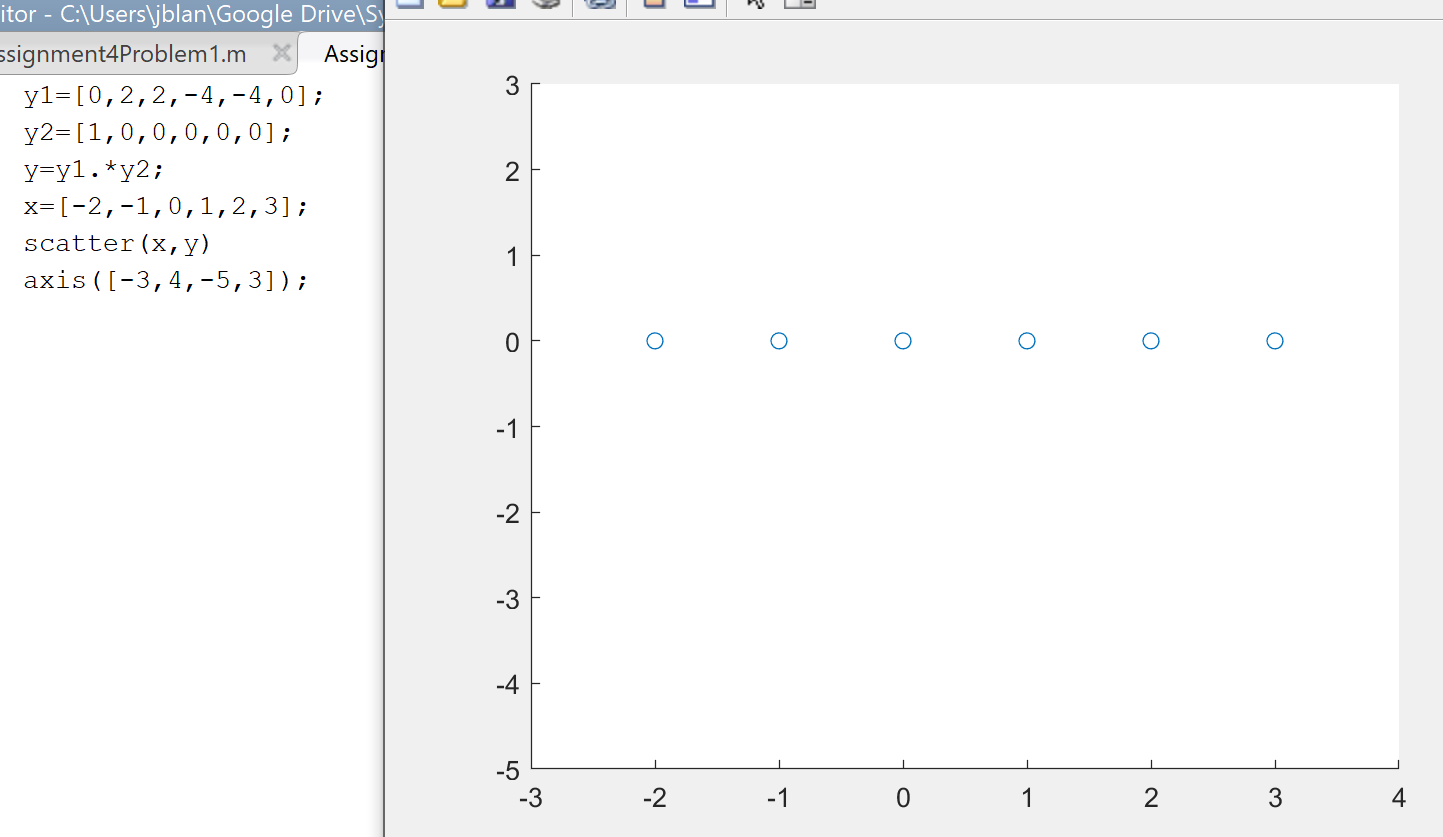 itor - C:\Users\jblan\Google Drive\Sy
ssignment4Problem1.m
Assigr
y1=[0,2,2,-4,-4,0];
y2=[1,0,0,0,0,0];
y=y1.*y2;
x=[-2,-1,0,1,2,3];
scatter(x,y)
axis([-3,4,-5,3]);
3
2
1
0
-1
-2
-3
-4
-5
-3 -2 -1 0 1 2 3 4